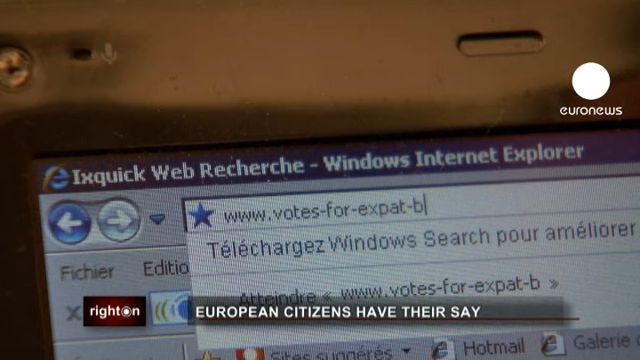 euronews
Ixquick Web Recherche - Windows Internet Explorer
www.votes-for-expat-b
Téléchargez Windows Search pour améliorer
Fichier Editio
Atteindre « www.votes-for-expat-b »
right on EUROPEAN CITIZENS HAVE THEIR SAY
Sites suggérés Hotmail Galerie